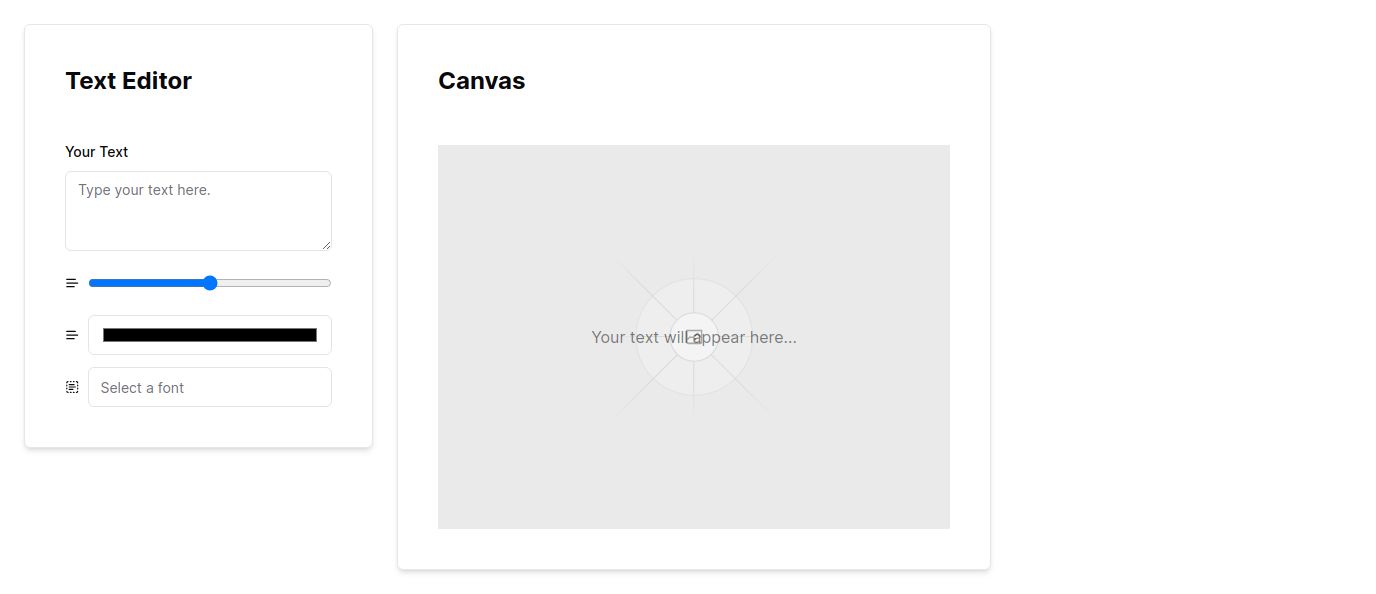 Text Editor
Your Text
Type your text here.
Select a font
Canvas
Your text will appear here...